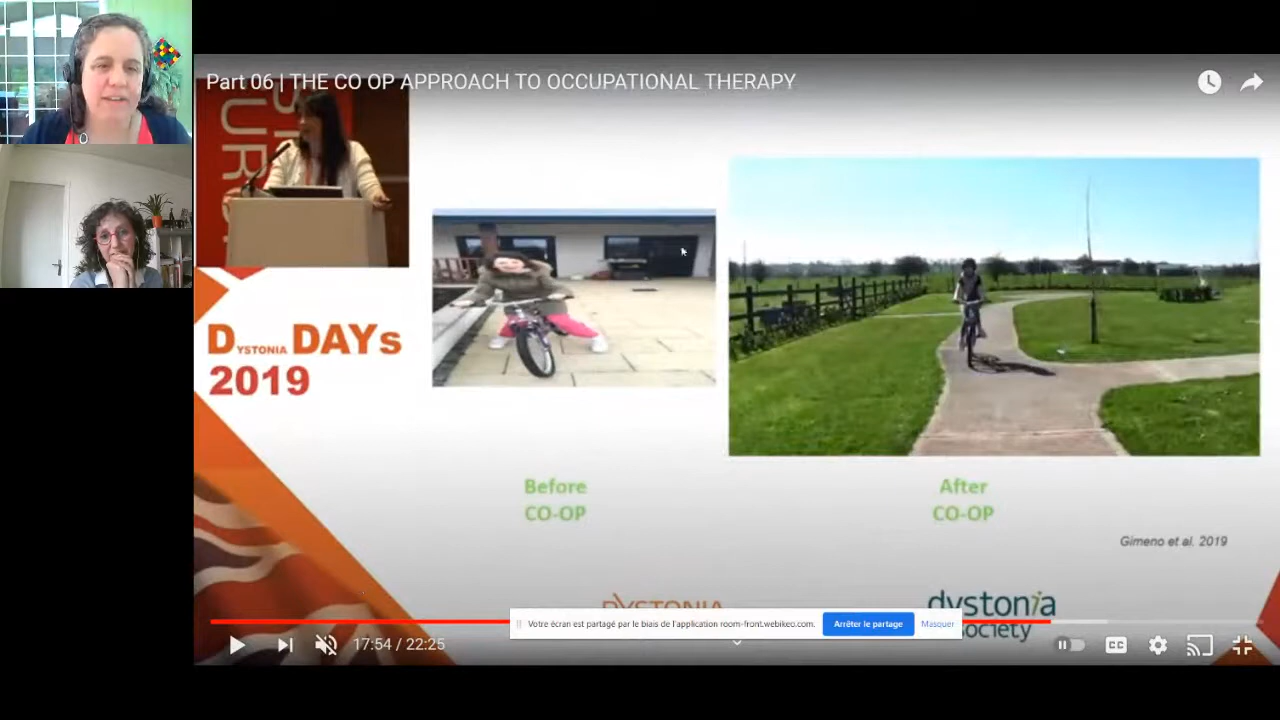 Part 06 | THE CO OP APPROACH TO OCCUPATIONAL THERAPY
DYSTONIA DAYs
2019
Before
CO-OP
After
CO-OP
Gimeno et al. 2019
DYSTONIA
dystonia
society
Votre écran est partagé par le biais de l'application room-front.webikeo.com.
Arrêter le partage
Masquer
17:54 / 22:25
CC